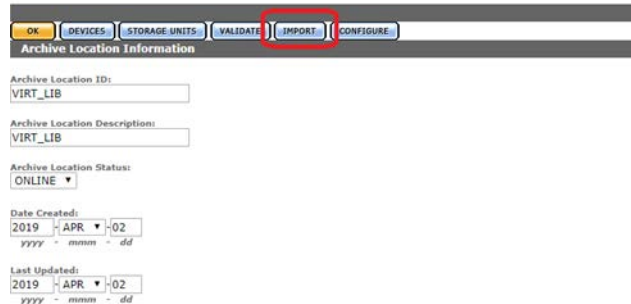 OK DEVICES STORAGE UNITS VALIDATE IMPORT CONFIGURE
Archive Location Information
Archive Location ID:
VIRT_LIB
Archive Location Description:
VIRT_LIB
Archive Location Status:
ONLINE
Date Created:
2019 - APR - 02
yyyy - mmm - dd
Last Updated:
2019 - APR - 02
yyyy - mmm - dd